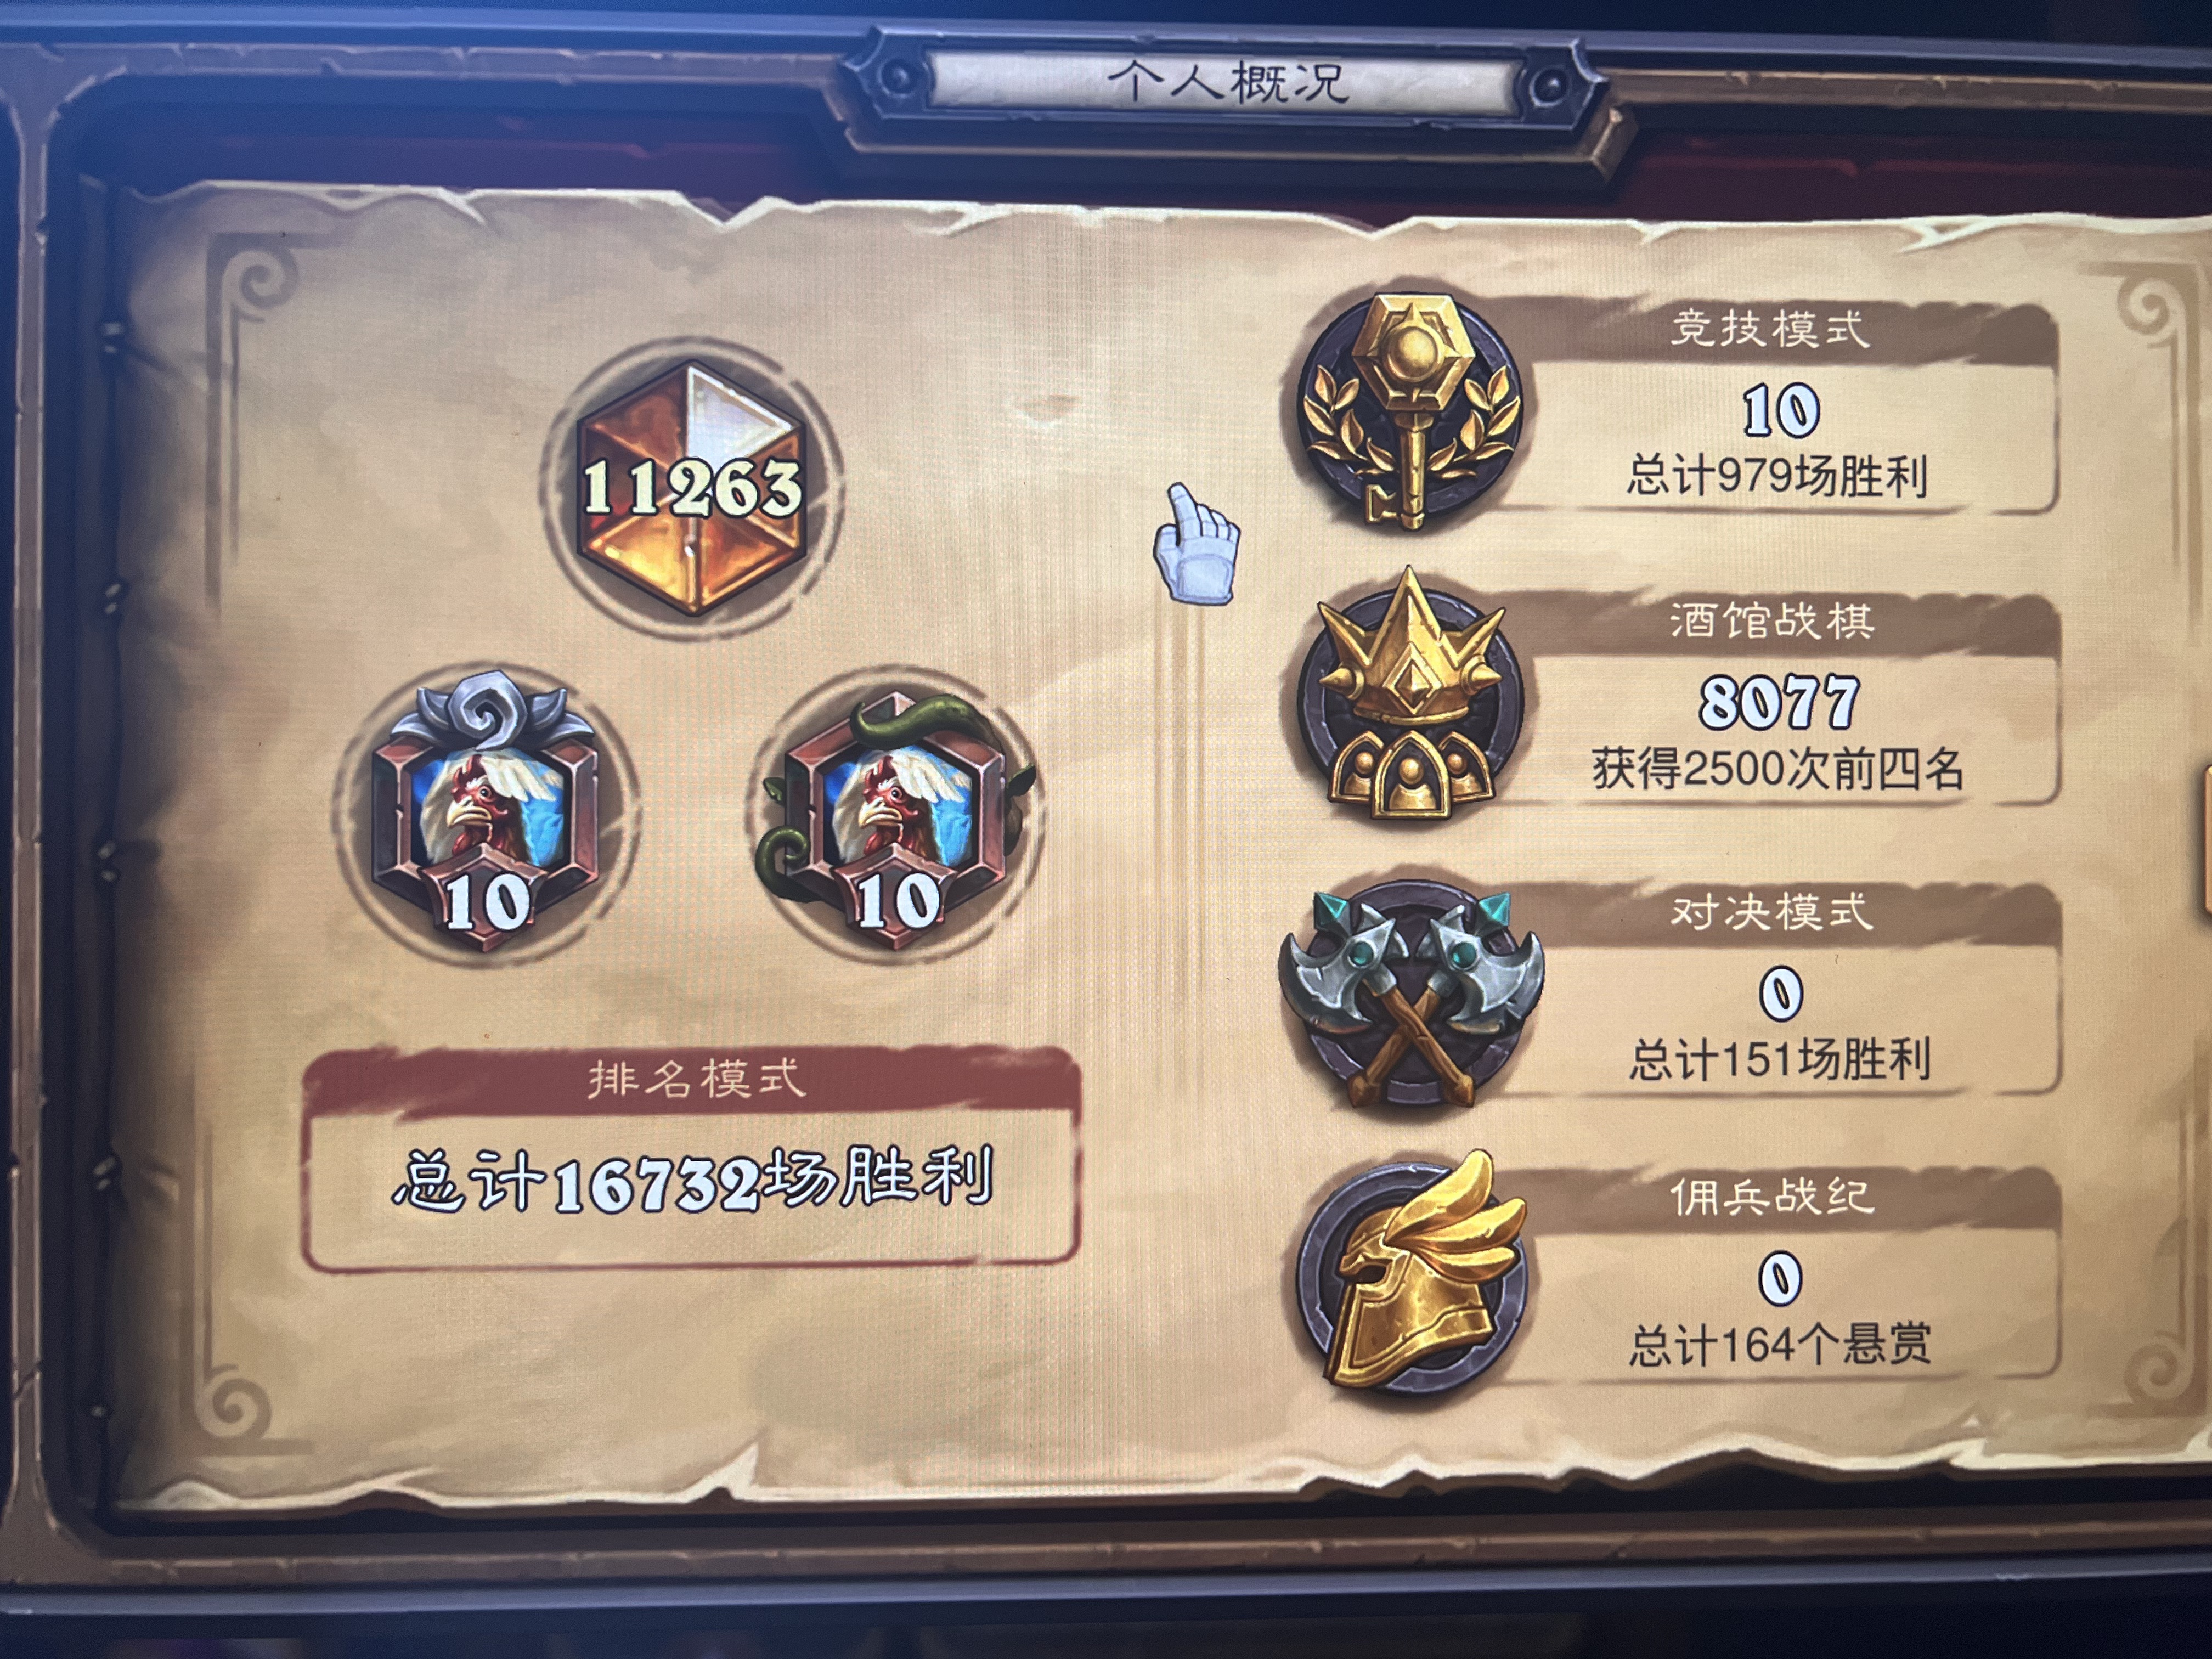 个人概况
11263
10
10
排名模式
总计16732场胜利
竞技模式
10
总计979场胜利
酒馆战棋
8077
获得2500次前四名
对决模式
0
总计151场胜利
佣兵战纪
0
总计164个悬赏